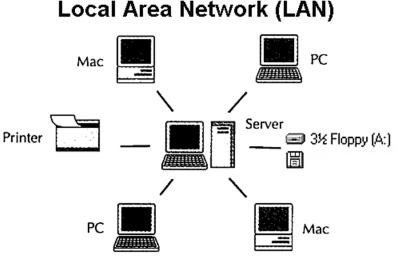 Local Area Network (LAN)
Mac
PC
Printer
Server
3½ Floppy (A:)
PC
Mac